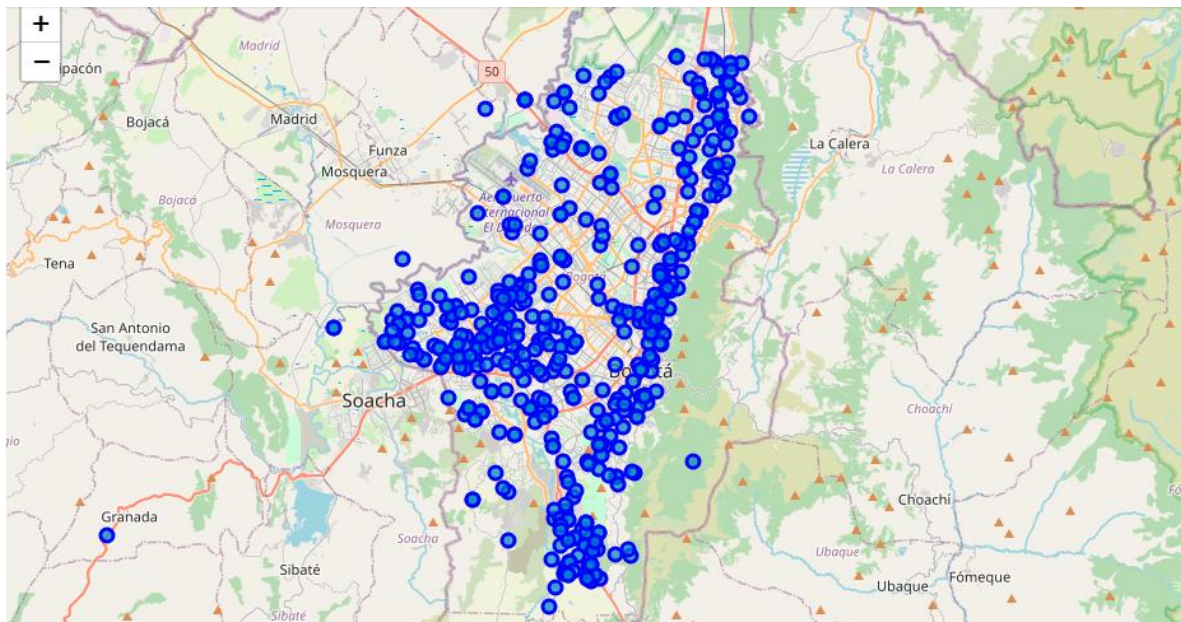 +
−
Madrid
50
Bojacá
Madrid
La Calera
Funza
Mosquera
La Calera
Bojacá
Mosquera
Tena
Bogotá
San Antonio
del Tequendama
Soacha
Choachí
Choachí
Granada
Soacha
Sibaté
Ubaque
Ubaque
Fómeque
Sibaté